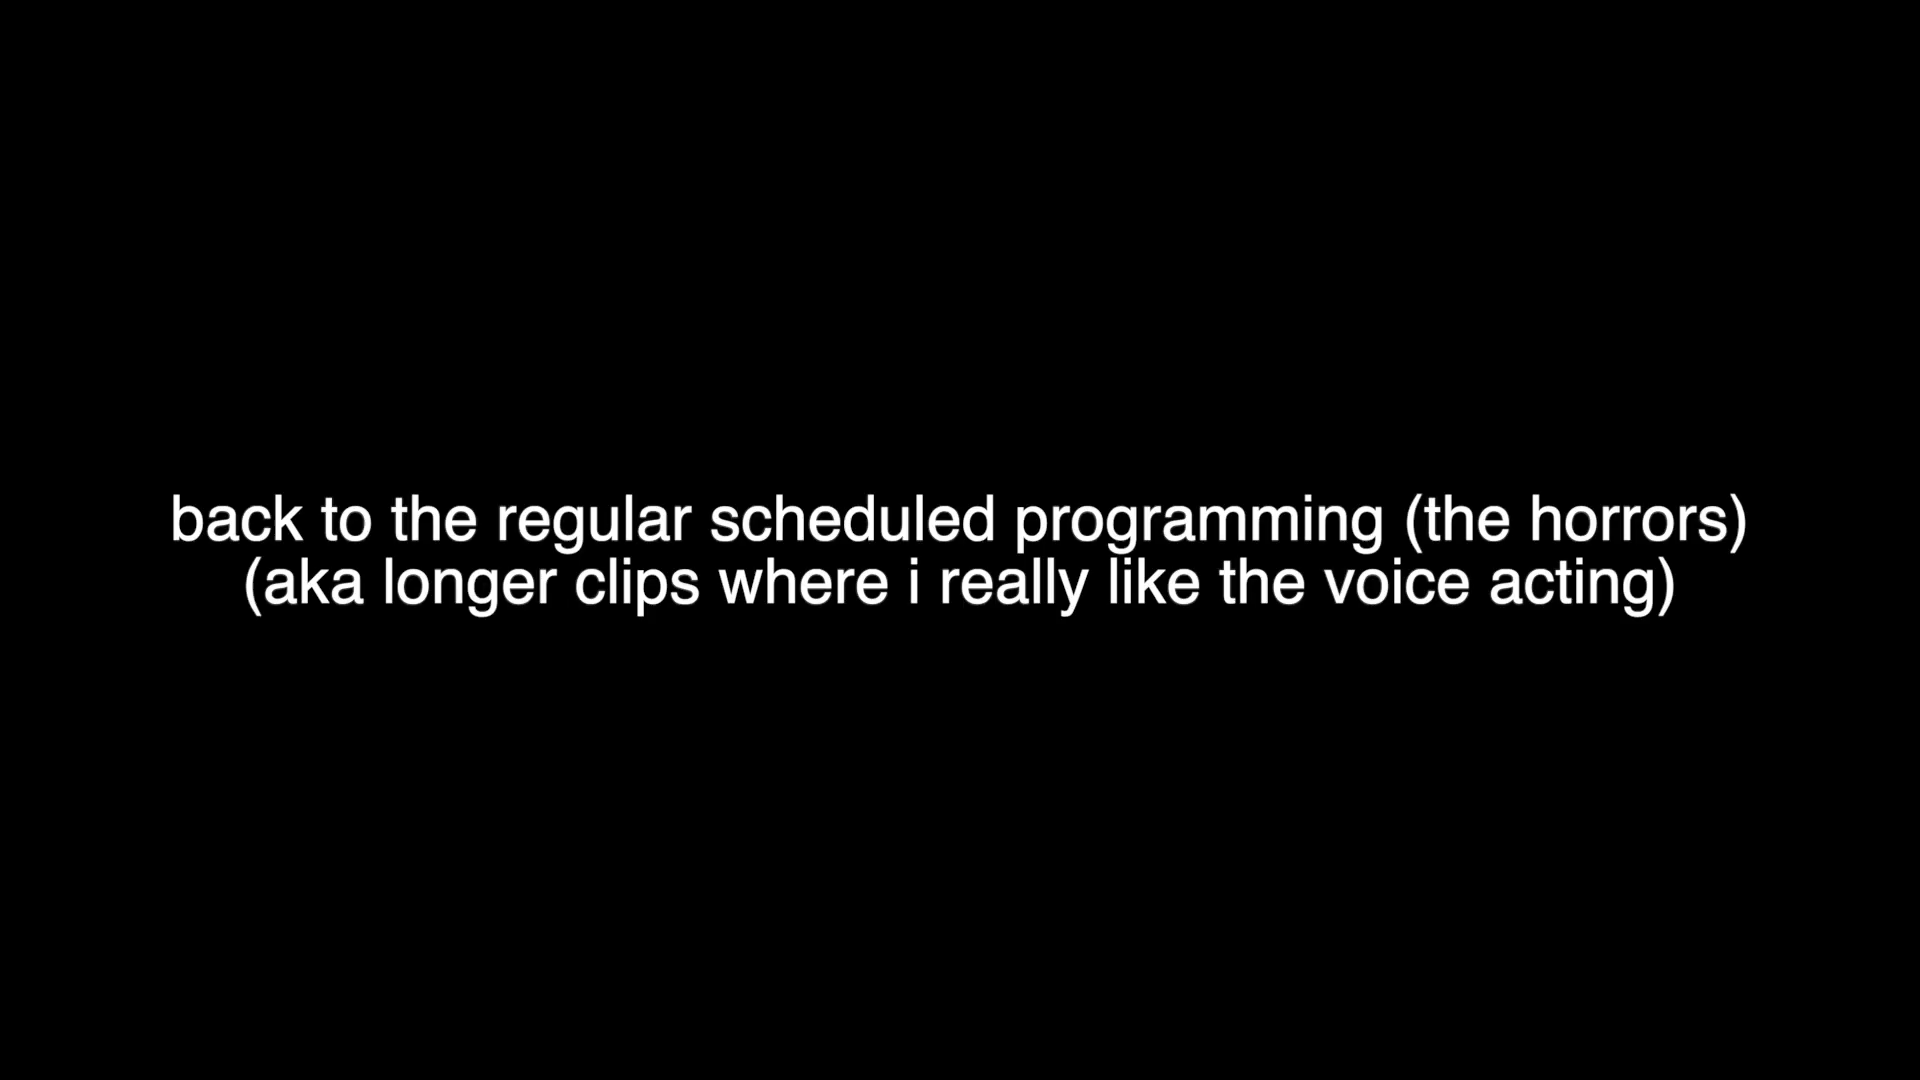 back to the regular scheduled programming (the horrors)
(aka longer clips where i really like the voice acting)